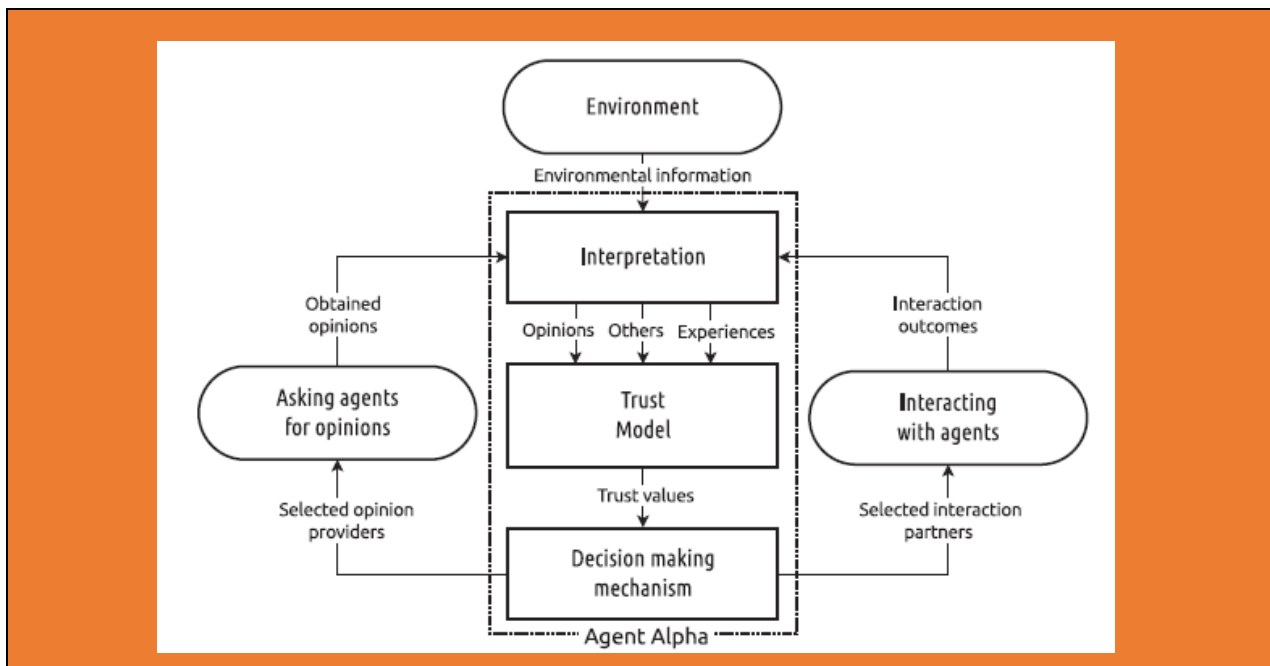 Environment
Environmental information
Interpretation
Obtained
opinions
Interaction
outcomes
Opinions
Others
Experiences
Asking agents
for opinions
Trust
Model
Interacting
with agents
Trust values
Selected opinion
providers
Selected interaction
partners
Decision making
mechanism
Agent Alpha